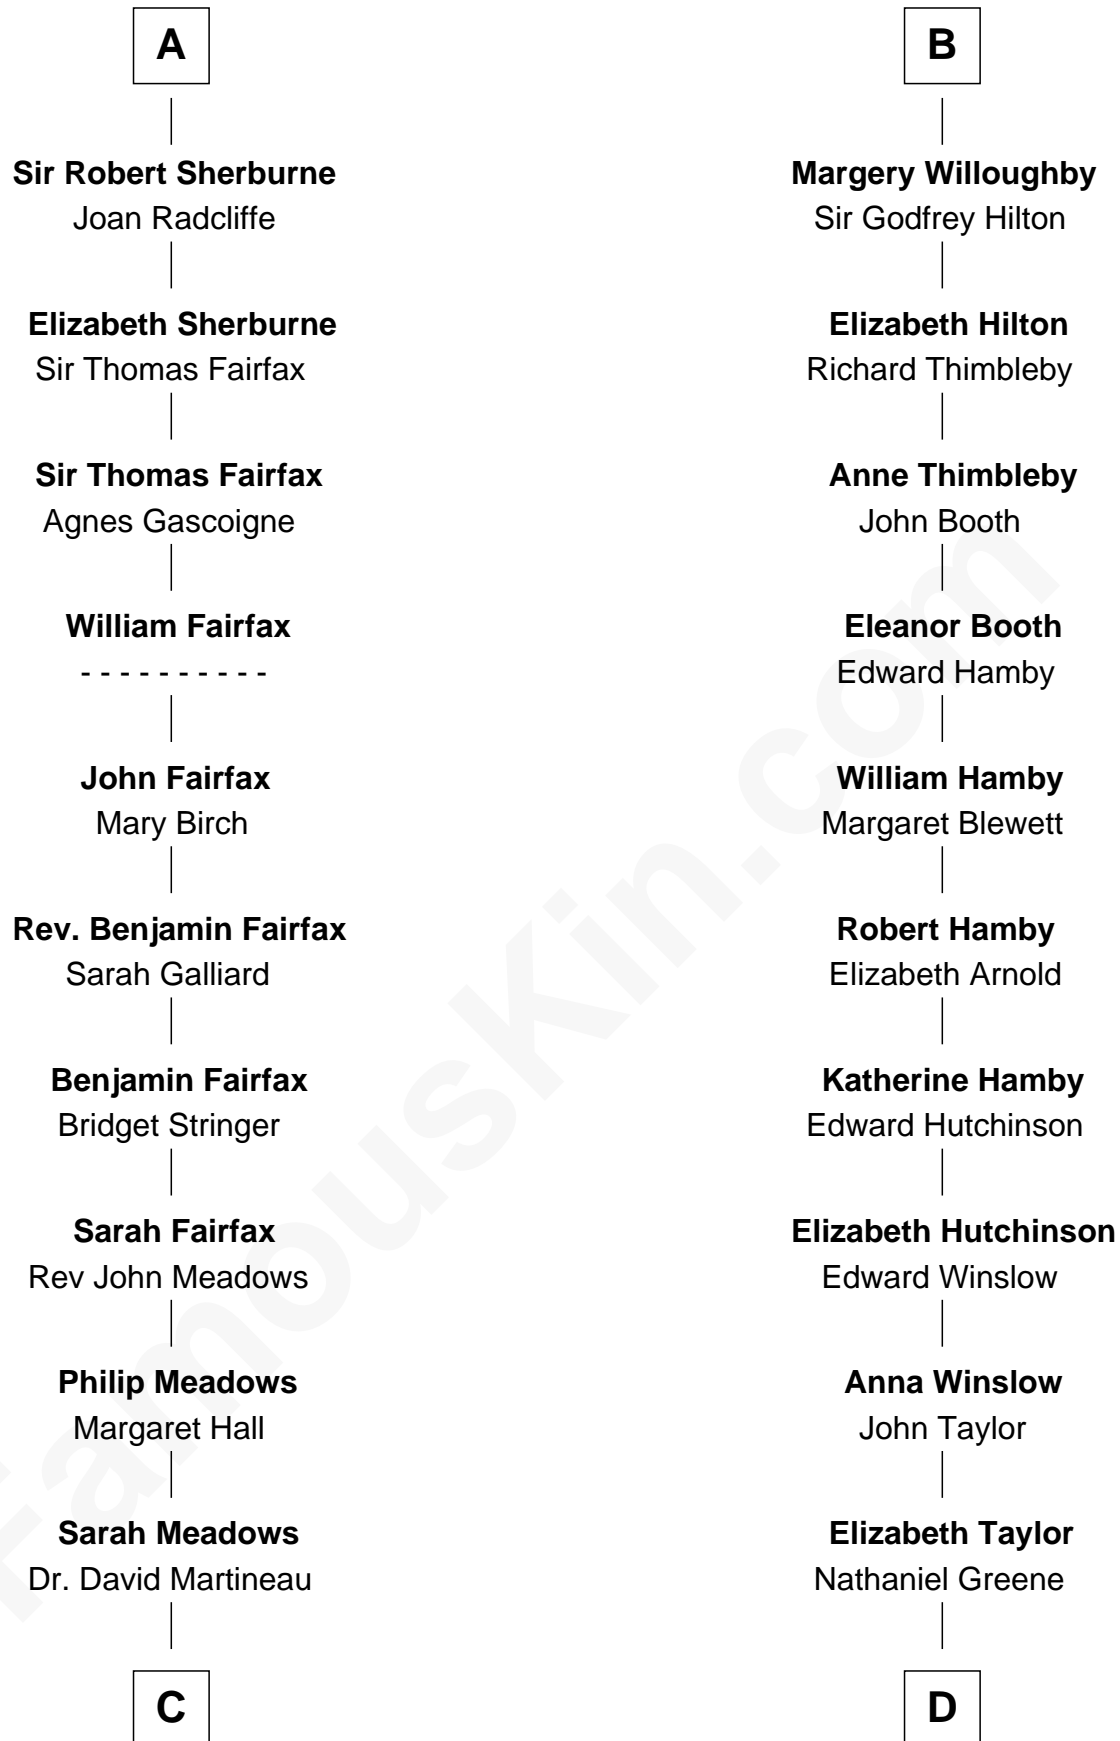 A
Sir Robert Sherburne
Joan Radcliffe
Elizabeth Sherburne
Sir Thomas Fairfax
Sir Thomas Fairfax
Agnes Gascoigne
William Fairfax
- - - - - - - - - -
John Fairfax
Mary Birch
Rev. Benjamin Fairfax
Sarah Galliard
Benjamin Fairfax
Bridget Stringer
Sarah Fairfax
Rev John Meadows
Philip Meadows
Margaret Hall
Sarah Meadows
Dr. David Martineau
C
B
Margery Willoughby
Sir Godfrey Hilton
Elizabeth Hilton
Richard Thimbleby
Anne Thimbleby
John Booth
Eleanor Booth
Edward Hamby
William Hamby
Margaret Blewett
Robert Hamby
Elizabeth Arnold
Katherine Hamby
Edward Hutchinson
Elizabeth Hutchinson
Edward Winslow
Anna Winslow
John Taylor
Elizabeth Taylor
Nathaniel Greene
D
FamousKin.com